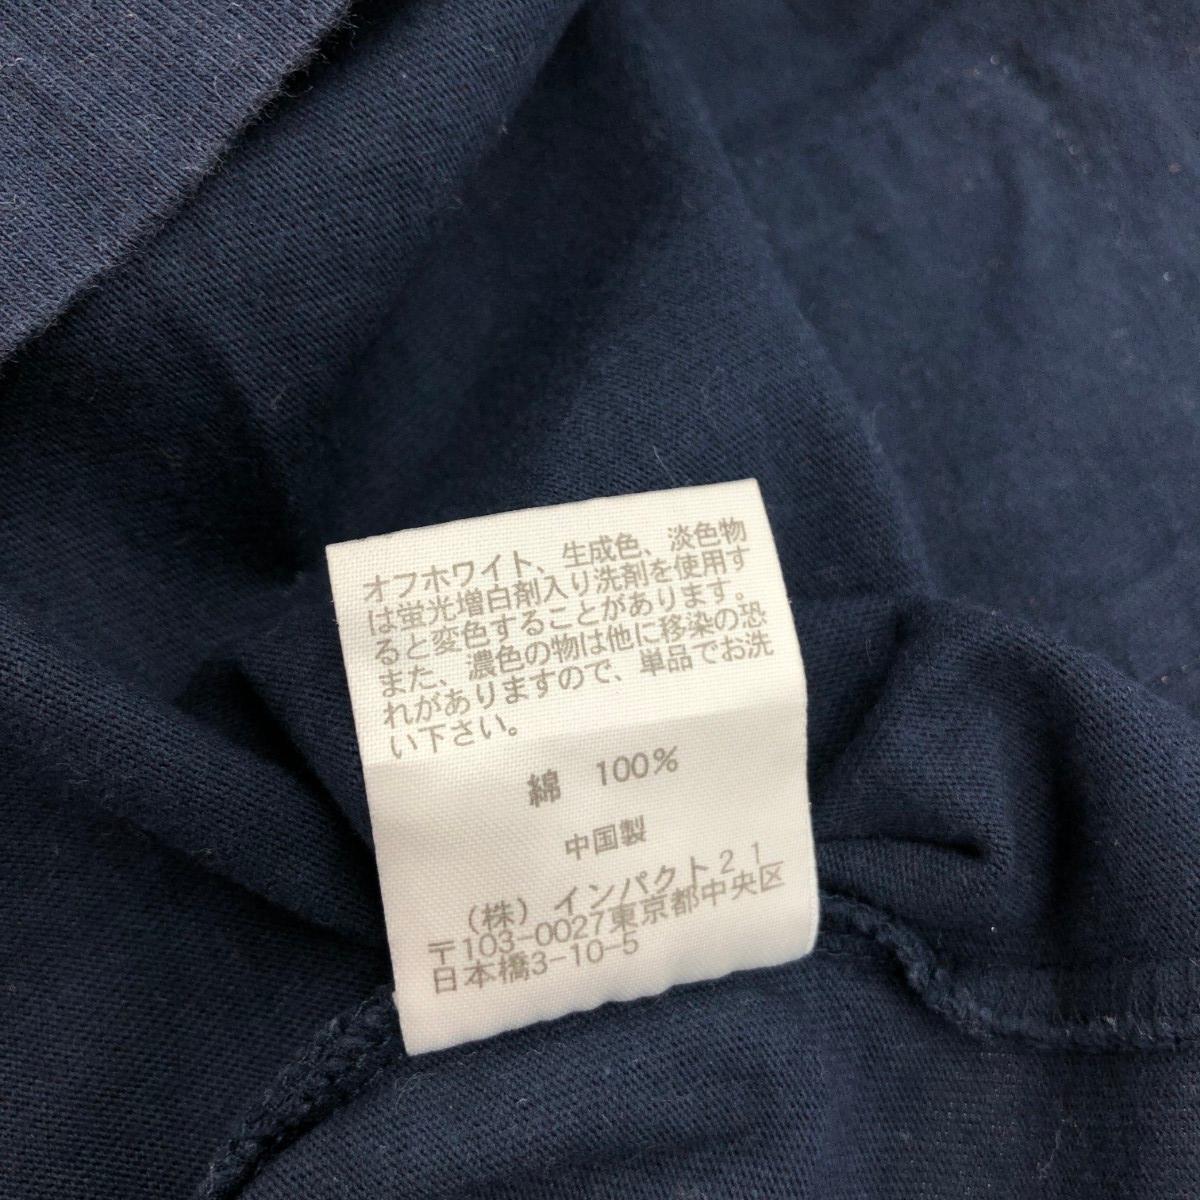 オフホワイト、生成色、淡色物
は蛍光増白剤入り洗剤を使用す
ると変色することがあります。
また、濃色の物は他に移染の恐
れがありますので、単品でお洗
い下さい。
綿 100%
中国製
(株) インパクト21
〒103-0027東京都中央区
日本橋3-10-5